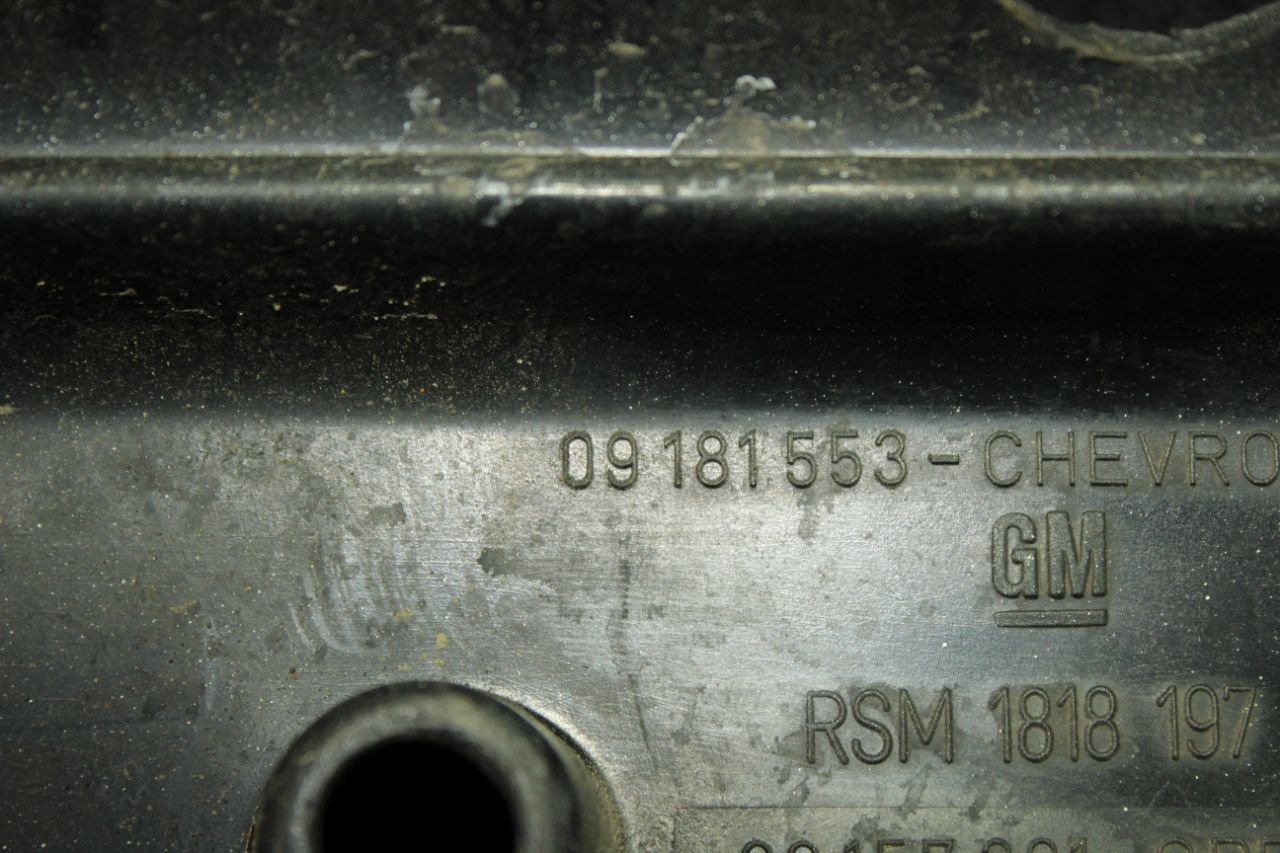 09 181 553 - CHEVRO
GM
RSM 1818 197